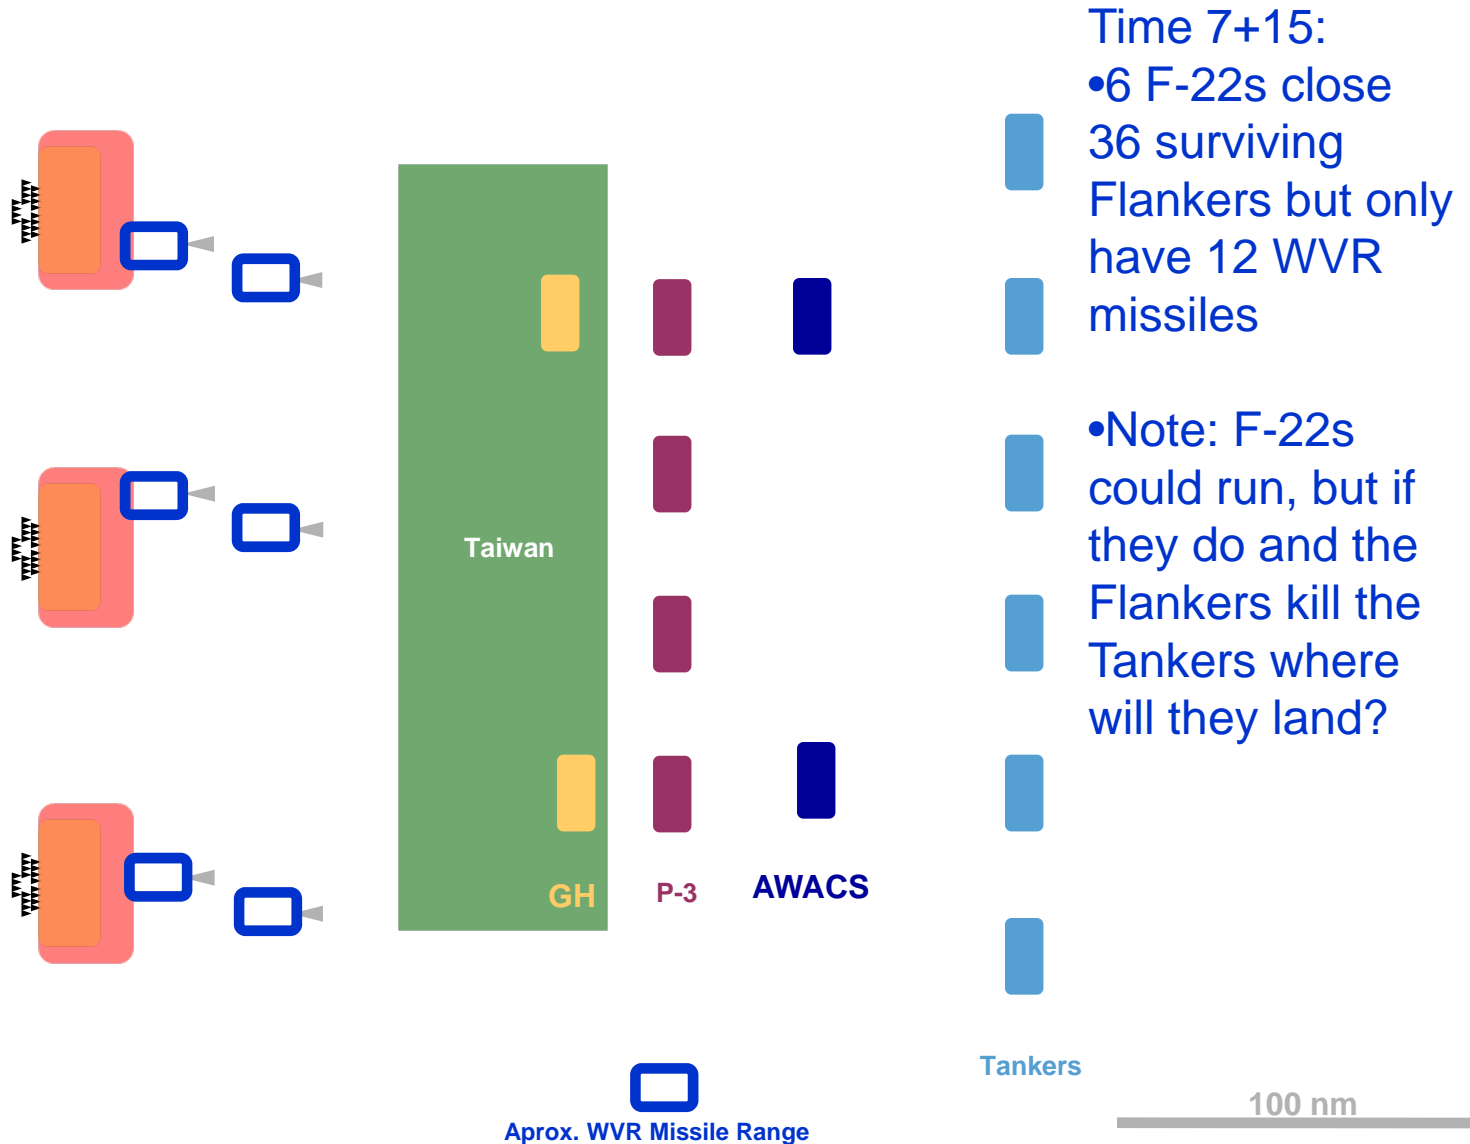 Time 7+15:
•6 F-22s close
36 surviving
Flankers but only
have 12 WVR
missiles
•Note: F-22s
could run, but if
they do and the
Flankers kill the
Tankers where
will they land?
Taiwan
GH
P-3
AWACS
Tankers
100 nm
Aprox. WVR Missile Range